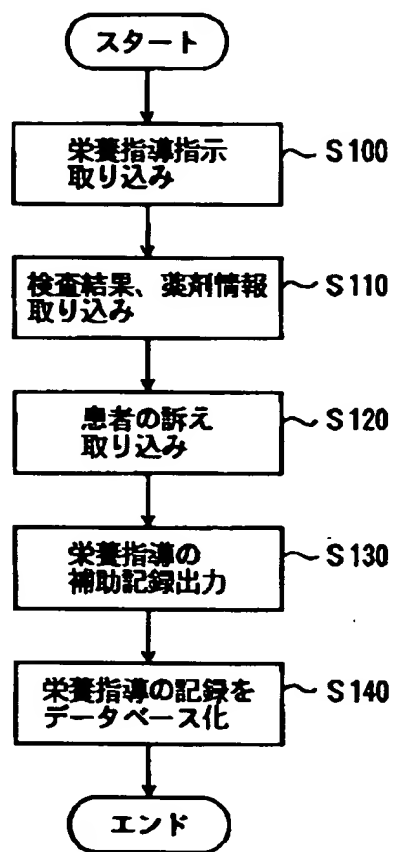 スタート
栄養指導指示
取り込み
S100
検査結果、薬剤情報
取り込み
S110
患者の訴え
取り込み
S120
栄養指導の
補助記録出力
S130
栄養指導の記録を
データベース化
S140
エンド